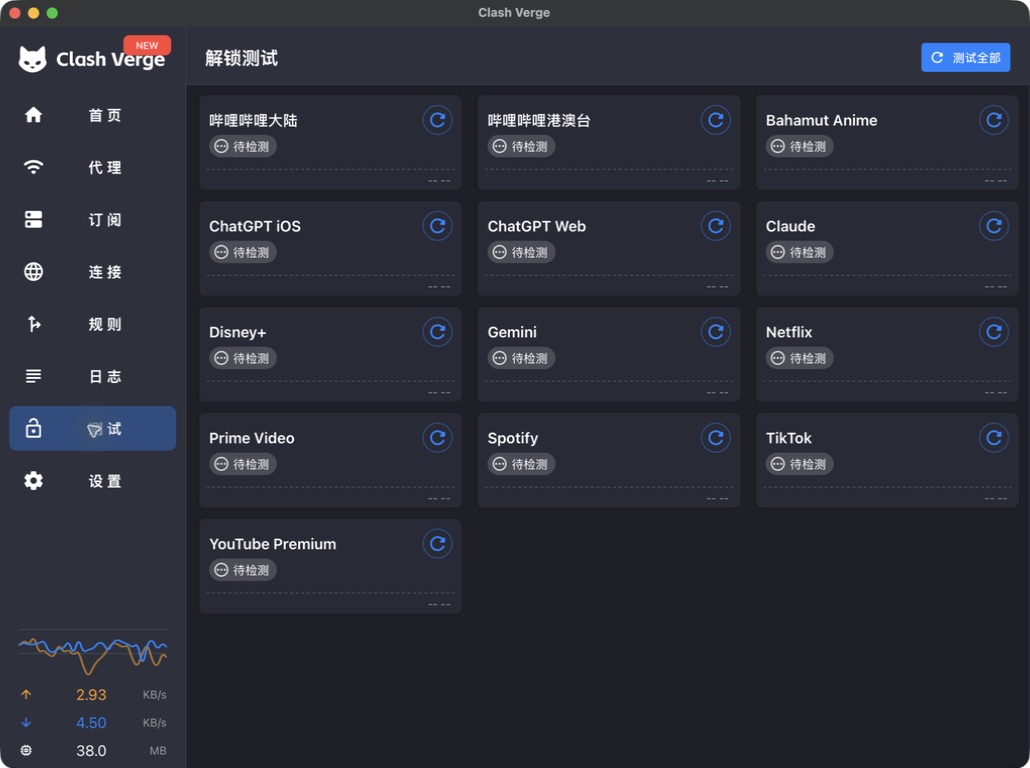 Clash Verge
NEW
Clash Verge
首页
代理
订阅
连接
规则
日志
试
设置
2.93 KB/s
4.50 KB/s
38.0 MB
解锁测试
测试全部
哔哩哔哩大陆
待检测
-- --
哔哩哔哩港澳台
待检测
-- --
Bahamut Anime
待检测
-- --
ChatGPT iOS
待检测
-- --
ChatGPT Web
待检测
-- --
Claude
待检测
-- --
Disney+
待检测
-- --
Gemini
待检测
-- --
Netflix
待检测
-- --
Prime Video
待检测
-- --
Spotify
待检测
-- --
TikTok
待检测
-- --
YouTube Premium
待检测
-- --